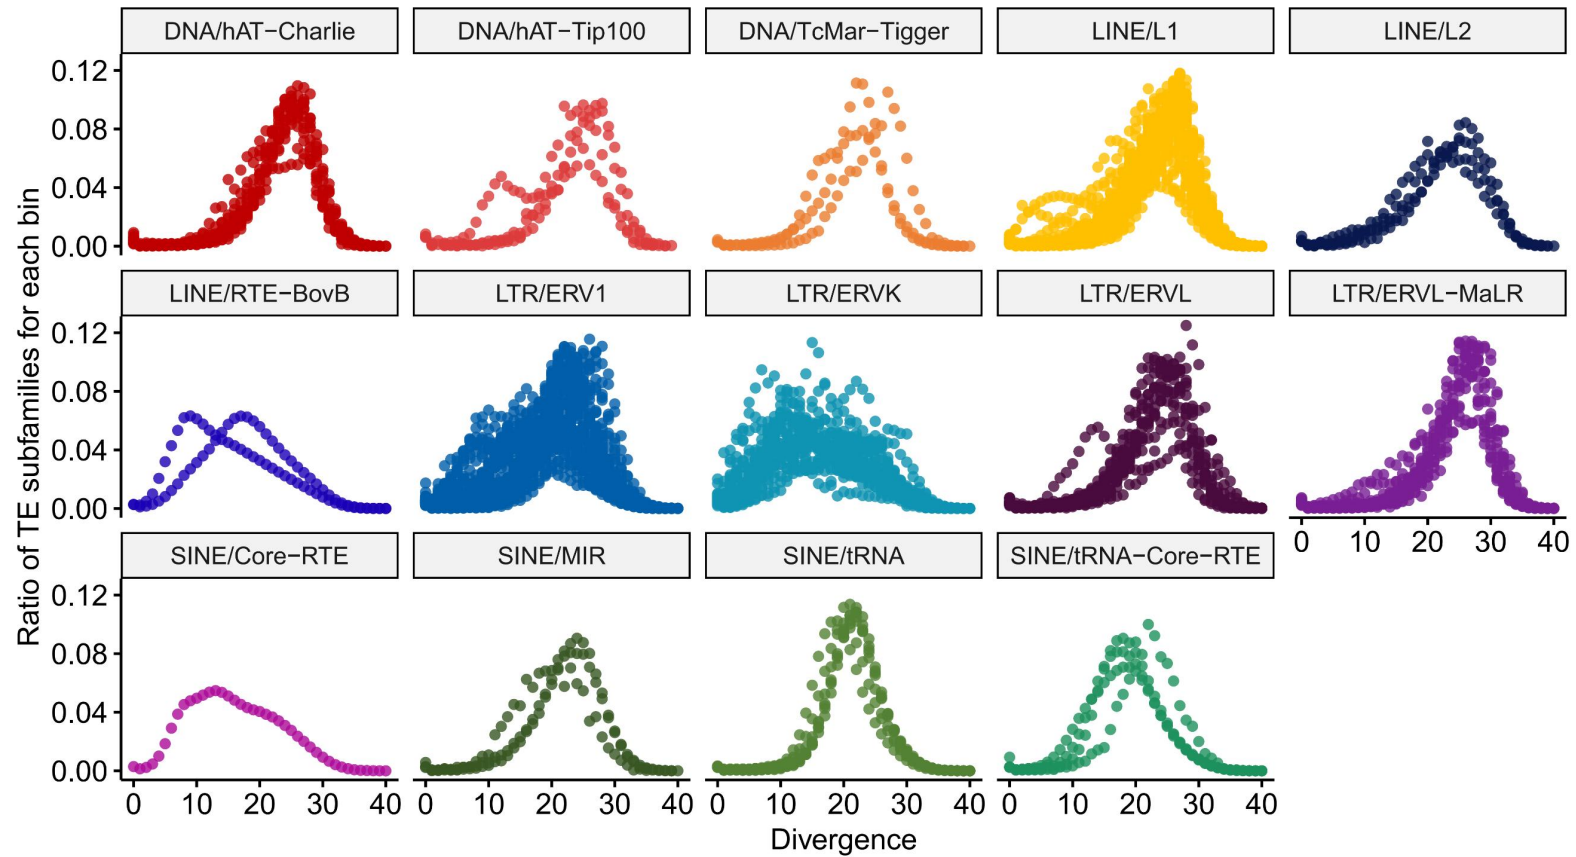 DNA/hAT−Charlie
DNA/hAT−Tip100
DNA/TcMar−Tigger
LINE/L1
LINE/L2
0.12
0.08
0.04
0.00
LINE/RTE−BovB
LTR/ERV1
LTR/ERVK
LTR/ERVL
LTR/ERVL−MaLR
0.12
0.08
0.04
0.00
0 10 20 30 40
SINE/Core−RTE
SINE/MIR
SINE/tRNA
SINE/tRNA−Core−RTE
0.12
0.08
0.04
0.00
0 10 20 30 40
0 10 20 30 40
0 10 20 30 40
0 10 20 30 40
Divergence
Ratio of TE subfamilies for each bin